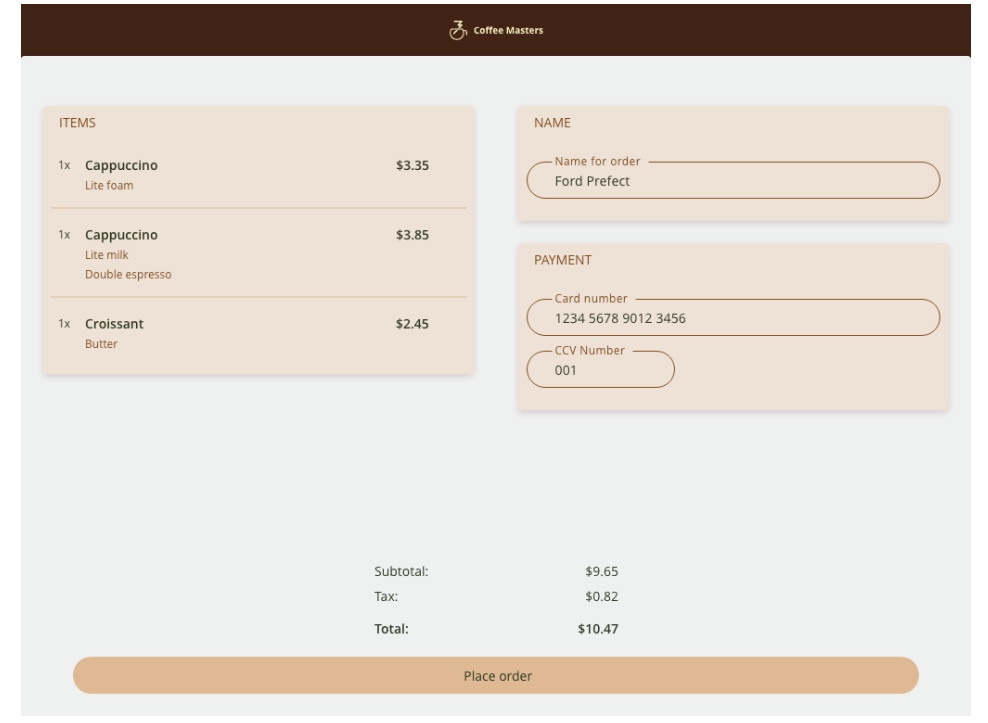 Coffee Masters
ITEMS
1x Cappuccino $3.35
Lite foam
1x Cappuccino $3.85
Lite milk
Double espresso
1x Croissant $2.45
Butter
NAME
Name for order
Ford Prefect
PAYMENT
Card number
1234 5678 9012 3456
CCV Number
001
Subtotal: $9.65
Tax: $0.82
Total: $10.47
Place order